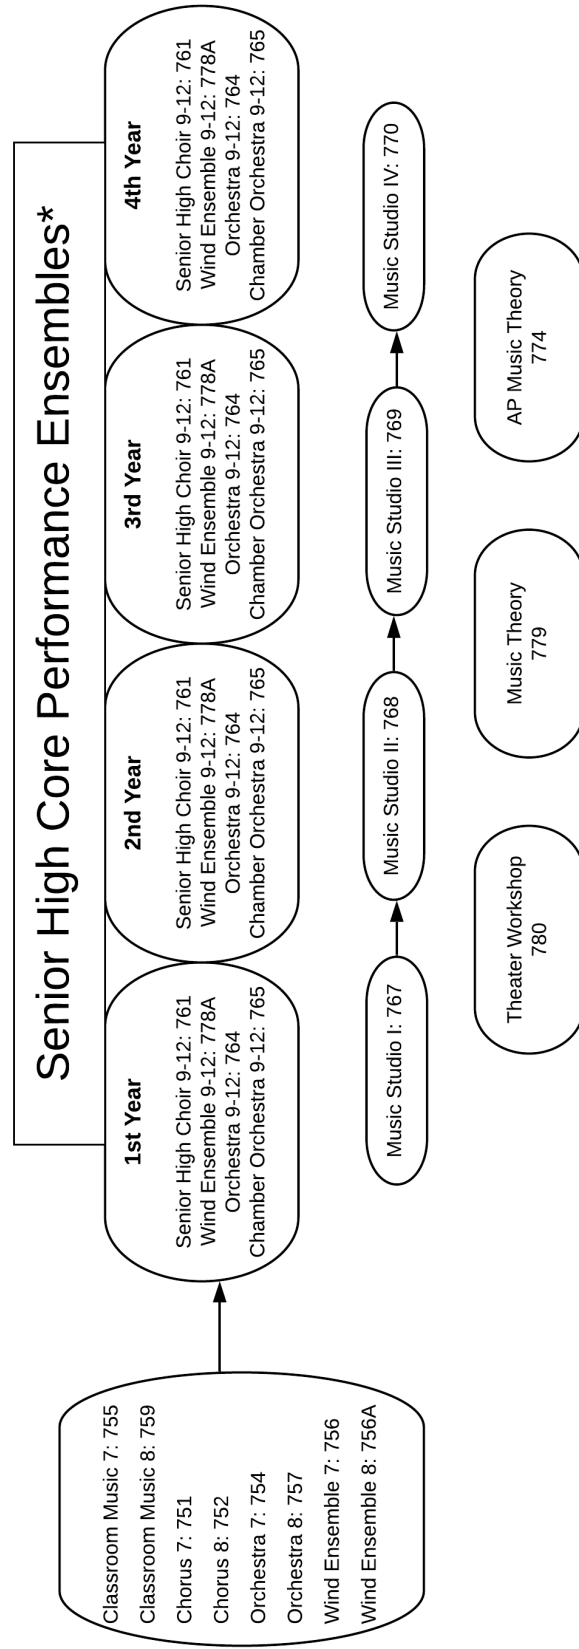 Senior High Core Performance Ensembles*
Classroom Music 7: 755
Classroom Music 8: 759
Chorus 7: 751
Chorus 8: 752
Orchestra 7: 754
Orchestra 8: 757
Wind Ensemble 7: 756
Wind Ensemble 8: 756A
1st Year
Senior High Choir 9-12: 761
Wind Ensemble 9-12: 778A
Orchestra 9-12: 764
Chamber Orchestra 9-12: 765
2nd Year
Senior High Choir 9-12: 761
Wind Ensemble 9-12: 778A
Orchestra 9-12: 764
Chamber Orchestra 9-12: 765
3rd Year
Senior High Choir 9-12: 761
Wind Ensemble 9-12: 778A
Orchestra 9-12: 764
Chamber Orchestra 9-12: 765
4th Year
Senior High Choir 9-12: 761
Wind Ensemble 9-12: 778A
Orchestra 9-12: 764
Chamber Orchestra 9-12: 765
Music Studio I: 767
Music Studio II: 768
Music Studio III: 769
Music Studio IV: 770
Theater Workshop
780
Music Theory
779
AP Music Theory
774